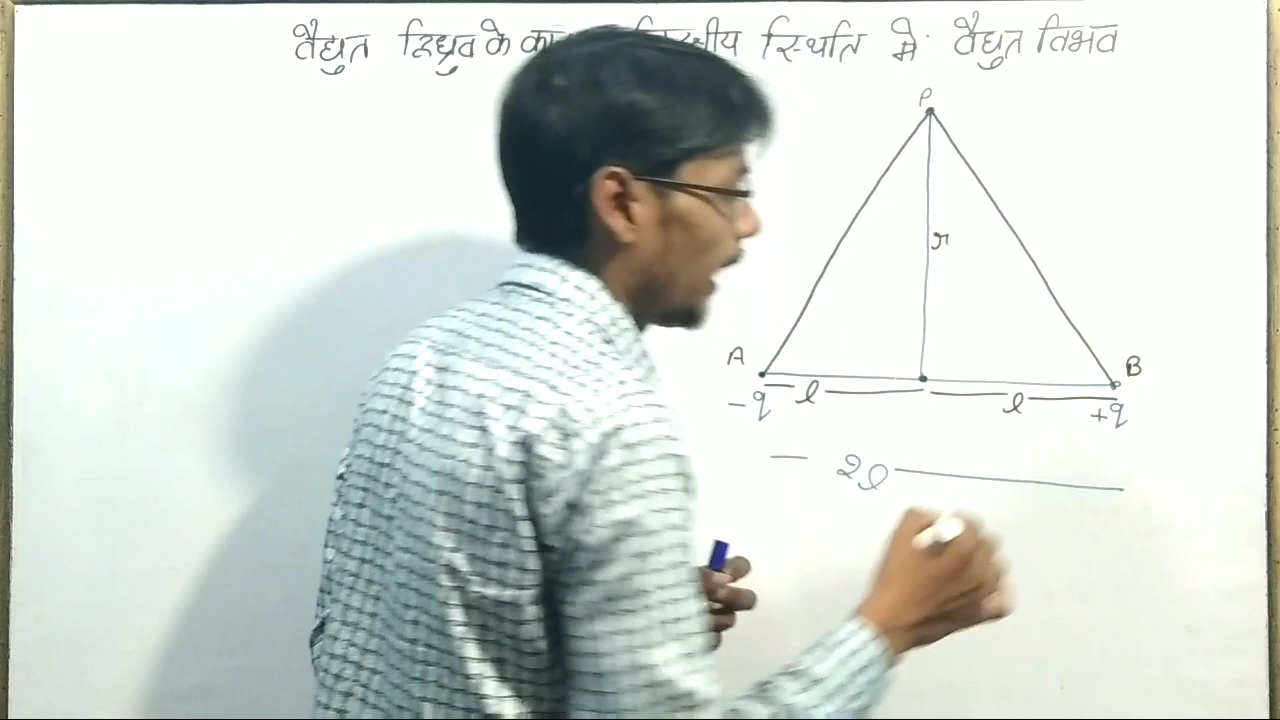 वैद्युत द्विध्रुव के स्थिति में वैद्युत विभव
P
r
A B
l l
-q +q
2l